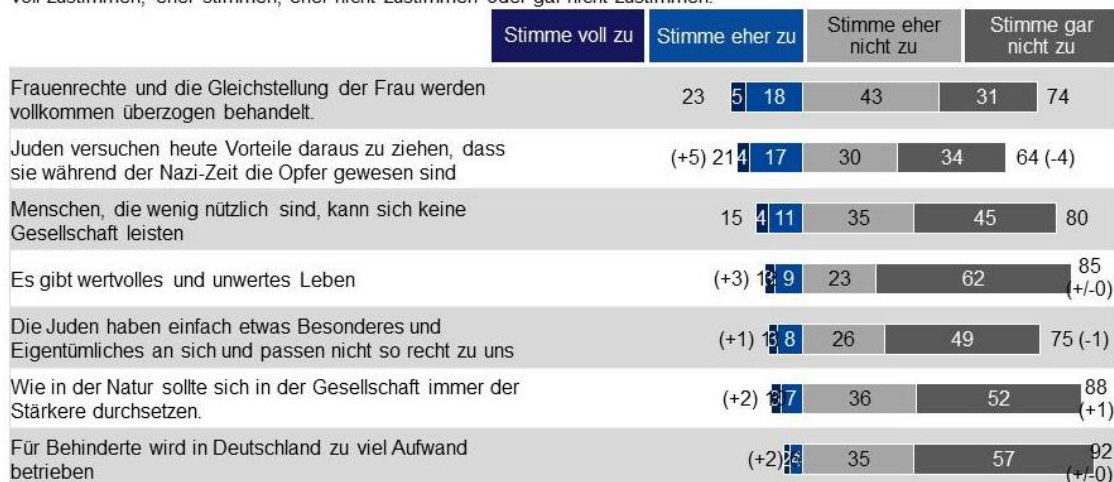 Stimme voll zu Stimme eher zu Stimme eher nicht zu Stimme gar nicht zu
Frauenrechte und die Gleichstellung der Frau werden
vollkommen überzogen behandelt.
23 5 18 43 31 74
Juden versuchen heute Vorteile daraus zu ziehen, dass
sie während der Nazi-Zeit die Opfer gewesen sind
(+5) 21 4 17 30 34 64 (-4)
Menschen, die wenig nützlich sind, kann sich keine
Gesellschaft leisten
15 4 11 35 45 80
Es gibt wertvolles und unwertes Leben
(+3) 9 23 62 85
(+/-0)
Die Juden haben einfach etwas Besonderes und
Eigentümliches an sich und passen nicht so recht zu uns
(+1) 8 26 49 75 (-1)
Wie in der Natur sollte sich in der Gesellschaft immer der
Stärkere durchsetzen.
(+2) 7 36 52 88
(+1)
Für Behinderte wird in Deutschland zu viel Aufwand
betrieben
(+2) 35 57 92
(+/-0)